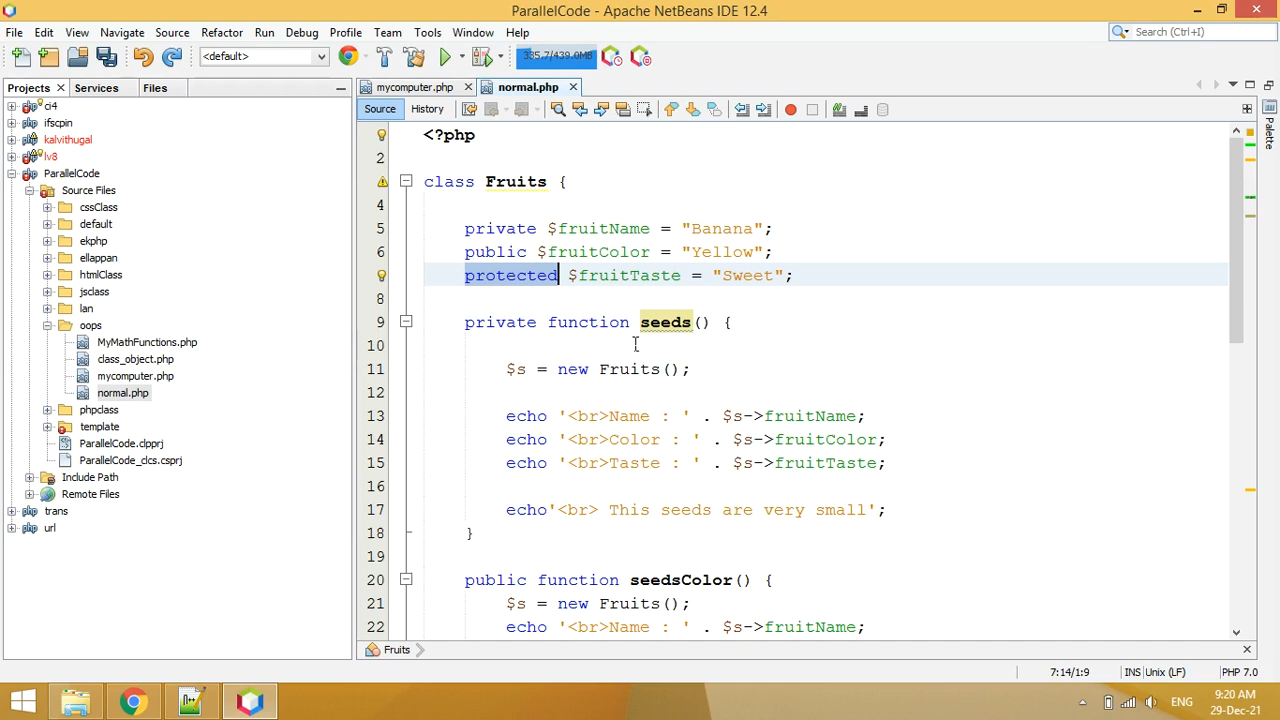 ParallelCode - Apache NetBeans IDE 12.4
File Edit View Navigate Source Refactor Run Debug Profile Team Tools Window Help
Search (Ctrl+I)
<default>
335.7/439.0MB
Projects Services Files
mycomputer.php normal.php
Source History
Palette
ci4
ifscpin
kalvithugal
lv8
ParallelCode
Source Files
cssClass
default
ekphp
ellappan
htmlClass
jsclass
lan
oops
MyMathFunctions.php
class_object.php
mycomputer.php
normal.php
phpclass
template
ParallelCode.clpprj
ParallelCode_clcs.csprj
Include Path
Remote Files
trans
url
<?php
2
class Fruits {
4
5 private $fruitName = "Banana";
6 public $fruitColor = "Yellow";
protected $fruitTaste = "Sweet";
8
9 private function seeds() {
10
11 $s = new Fruits();
12
13 echo '<br>Name : ' . $s->fruitName;
14 echo '<br>Color : ' . $s->fruitColor;
15 echo '<br>Taste : ' . $s->fruitTaste;
16
17 echo'<br> This seeds are very small';
18 }
19
20 public function seedsColor() {
21 $s = new Fruits();
22 echo '<br>Name : ' . $s->fruitName;
Fruits
7:14/1:9 INS Unix (LF) PHP 7.0
ENG
9:20 AM
29-Dec-21